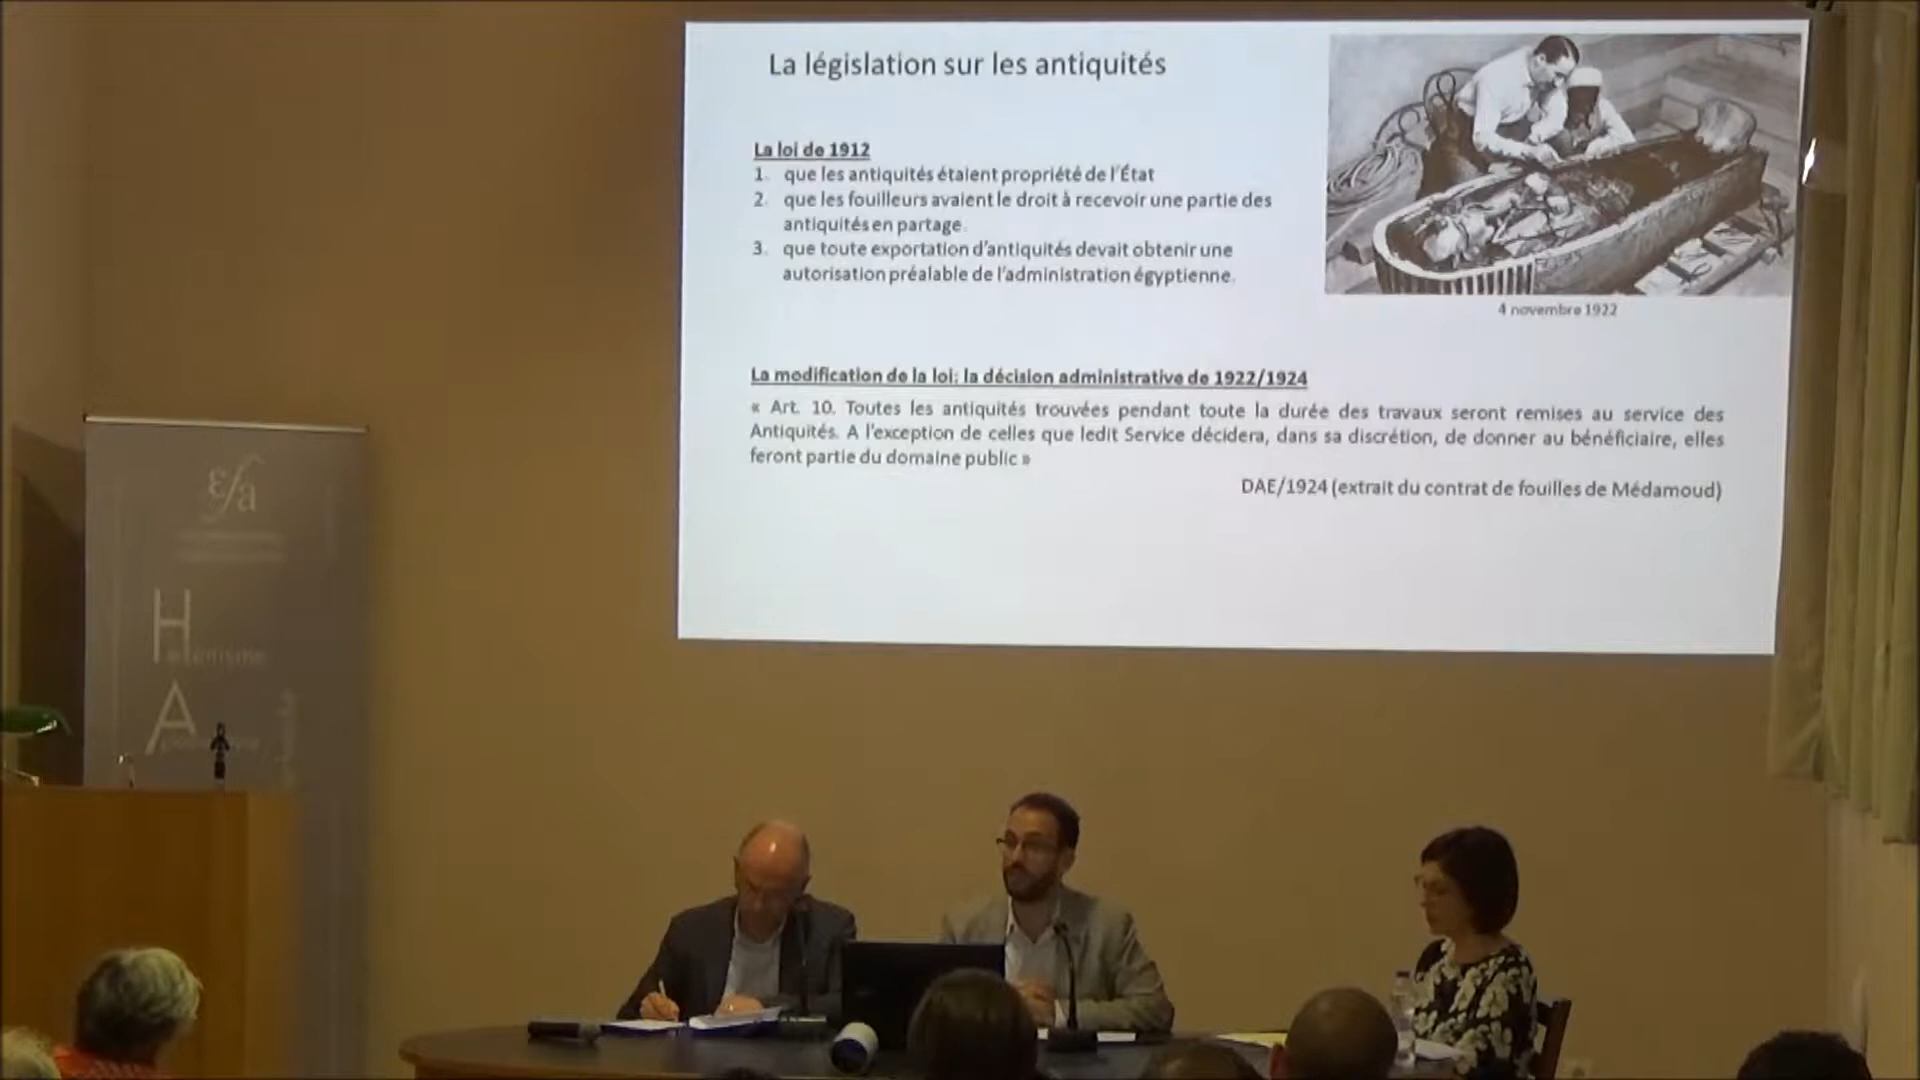 La législation sur les antiquités
La loi de 1912
1. que les antiquités étaient propriété de l'État
2. que les fouilleurs avaient le droit à recevoir une partie des
antiquités en partage.
3. que toute exportation d'antiquités devait obtenir une
autorisation préalable de l'administration égyptienne.
4 novembre 1922
La modification de la loi: la décision administrative de 1922/1924
« Art. 10. Toutes les antiquités trouvées pendant toute la durée des travaux seront remises au service des
Antiquités. A l'exception de celles que ledit Service décidera, dans sa discrétion, de donner au bénéficiaire, elles
feront partie du domaine public »
DAE/1924 (extrait du contrat de fouilles de Médamoud)
εfa